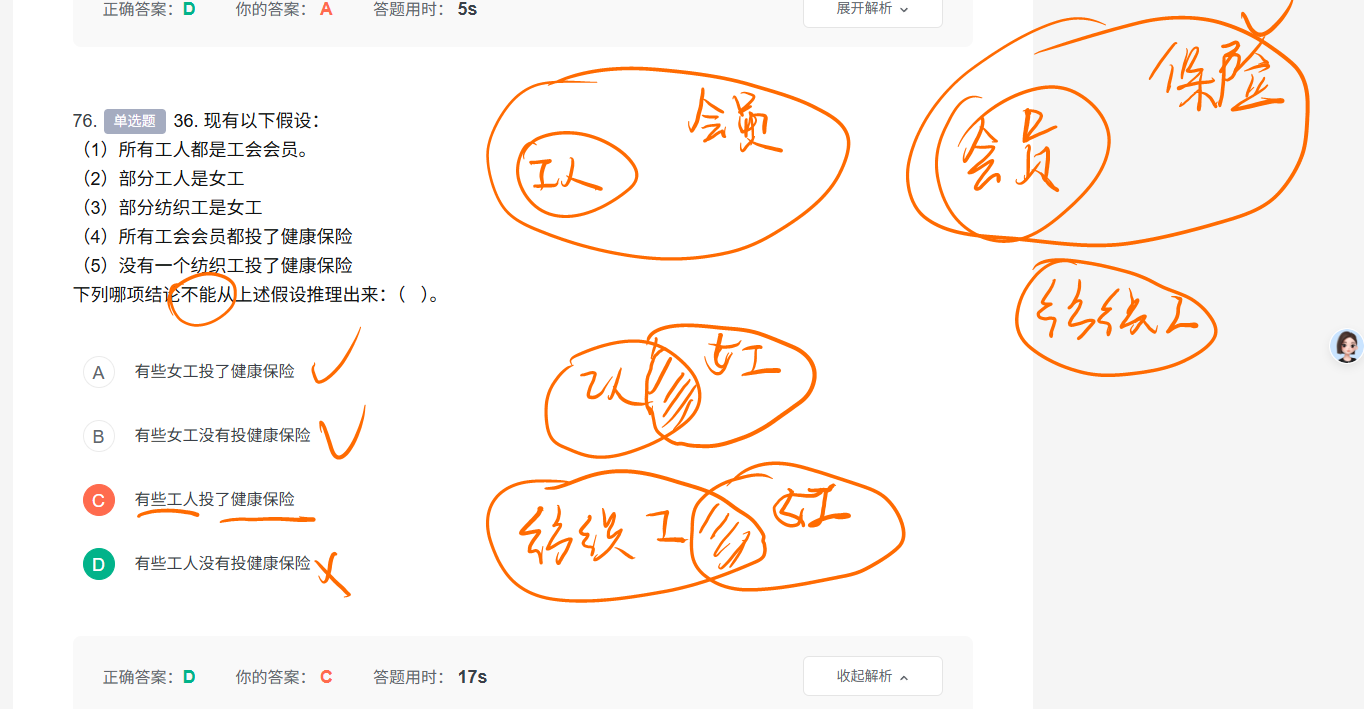 正确答案：D 你的答案：A 答题用时：5s 展开解析
76. 单选题 36. 现有以下假设：
（1）所有工人都是工会会员。
（2）部分工人是女工
（3）部分纺织工是女工
（4）所有工会会员都投了健康保险
（5）没有一个纺织工投了健康保险
下列哪项结论不能从上述假设推理出来：（ ）。
A 有些女工投了健康保险
B 有些女工没有投健康保险
C 有些工人投了健康保险
D 有些工人没有投健康保险
会员
工人
保险
会员
纺织工
工人
女工
纺织工
女工
正确答案：D 你的答案：C 答题用时：17s 收起解析